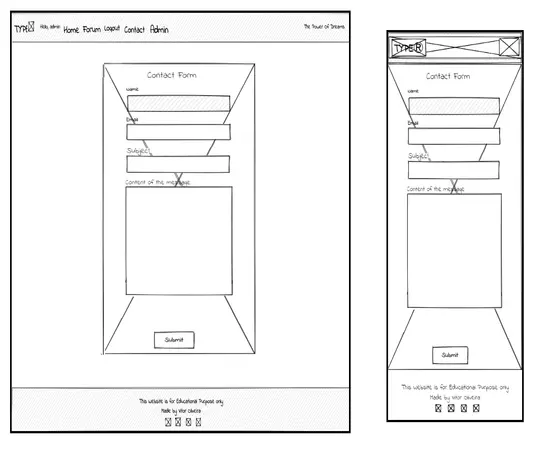 TYPE R Hello, admin Home Forum Logout Contact Admin The Power of Dreams
Contact Form
Name
Email
Subject
Content of the message
Submit
This website is for Educational Purpose only
Made by Vitor Oliveira
TYPE R
Contact Form
Name
Email
Subject
Content of the message
Submit
This website is for Educational Purpose only
Made by Vitor Oliveira